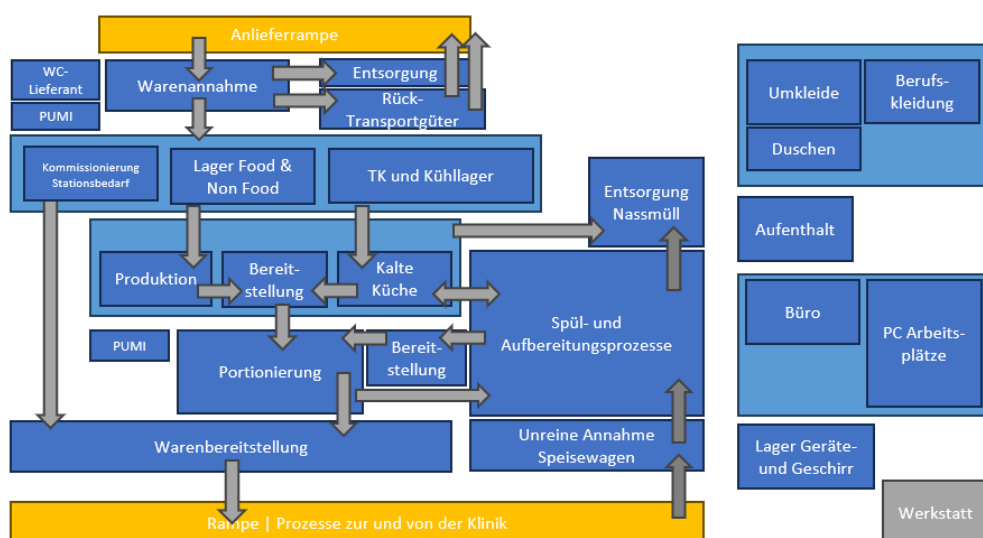 Anlieferrampe
WC-
Lieferant
Warenannahme
Entsorgung
PUMI
Rück-
Transportgüter
Kommissionierung
Stationsbedarf
Lager Food &
Non Food
TK und Kühllager
Entsorgung
Nassmüll
Produktion
Bereit-
stellung
Kalte
Küche
Spül- und
Aufbereitungsprozesse
PUMI
Portionierung
Bereit-
stellung
Warenbereitstellung
Unreine Annahme
Speisewagen
Rampe | Prozesse zur und von der Klinik
Umkleide
Berufs-
kleidung
Duschen
Aufenthalt
Büro
PC Arbeits-
plätze
Lager Geräte-
und Geschirr
Werkstatt